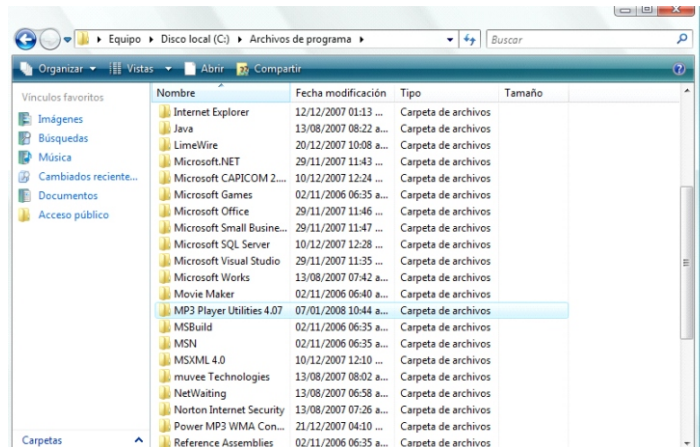 Equipo ▸ Disco local (C:) ▸ Archivos de programa ▸
Buscar
Organizar Vistas Abrir Compartir
Vínculos favoritos
Imágenes
Búsquedas
Música
Cambiados reciente...
Documentos
Acceso público
Carpetas
Nombre Fecha modificación Tipo Tamaño
Internet Explorer 12/12/2007 01:13 ... Carpeta de archivos
Java 13/08/2007 08:22 a... Carpeta de archivos
LimeWire 20/12/2007 10:08 a... Carpeta de archivos
Microsoft.NET 29/11/2007 11:43 ... Carpeta de archivos
Microsoft CAPICOM 2.... 10/12/2007 12:24 ... Carpeta de archivos
Microsoft Games 02/11/2006 06:35 a... Carpeta de archivos
Microsoft Office 29/11/2007 11:46 ... Carpeta de archivos
Microsoft Small Busine... 29/11/2007 11:47 ... Carpeta de archivos
Microsoft SQL Server 10/12/2007 12:28 ... Carpeta de archivos
Microsoft Visual Studio 29/11/2007 11:35 ... Carpeta de archivos
Microsoft Works 13/08/2007 07:42 a... Carpeta de archivos
Movie Maker 02/11/2006 06:40 a... Carpeta de archivos
MP3 Player Utilities 4.07 07/01/2008 10:44 a... Carpeta de archivos
MSBuild 02/11/2006 06:35 a... Carpeta de archivos
MSN 02/11/2006 06:35 a... Carpeta de archivos
MSXML 4.0 10/12/2007 12:10 ... Carpeta de archivos
muvee Technologies 13/08/2007 08:02 a... Carpeta de archivos
NetWaiting 13/08/2007 06:58 a... Carpeta de archivos
Norton Internet Security 13/08/2007 07:26 a... Carpeta de archivos
Power MP3 WMA Con... 21/12/2007 04:10 ... Carpeta de archivos
Reference Assemblies 02/11/2006 06:35 a... Carpeta de archivos